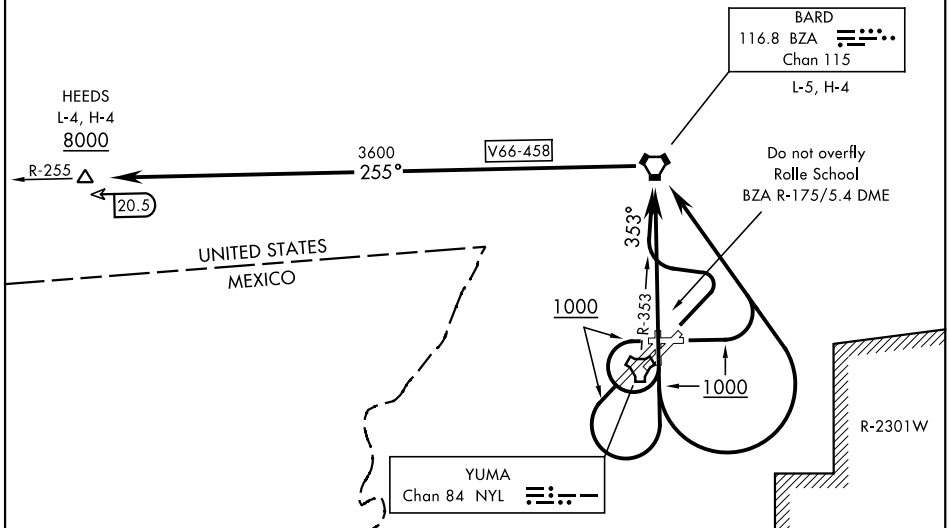 BARD
116.8 BZA
Chan 115
L-5, H-4
HEEDS
L-4, H-4
8000
R-255
20.5
3600
255°
V66-458
Do not overfly
Rolle School
BZA R-175/5.4 DME
UNITED STATES
MEXICO
353°
R-353
1000
1000
R-2301W
YUMA
Chan 84 NYL